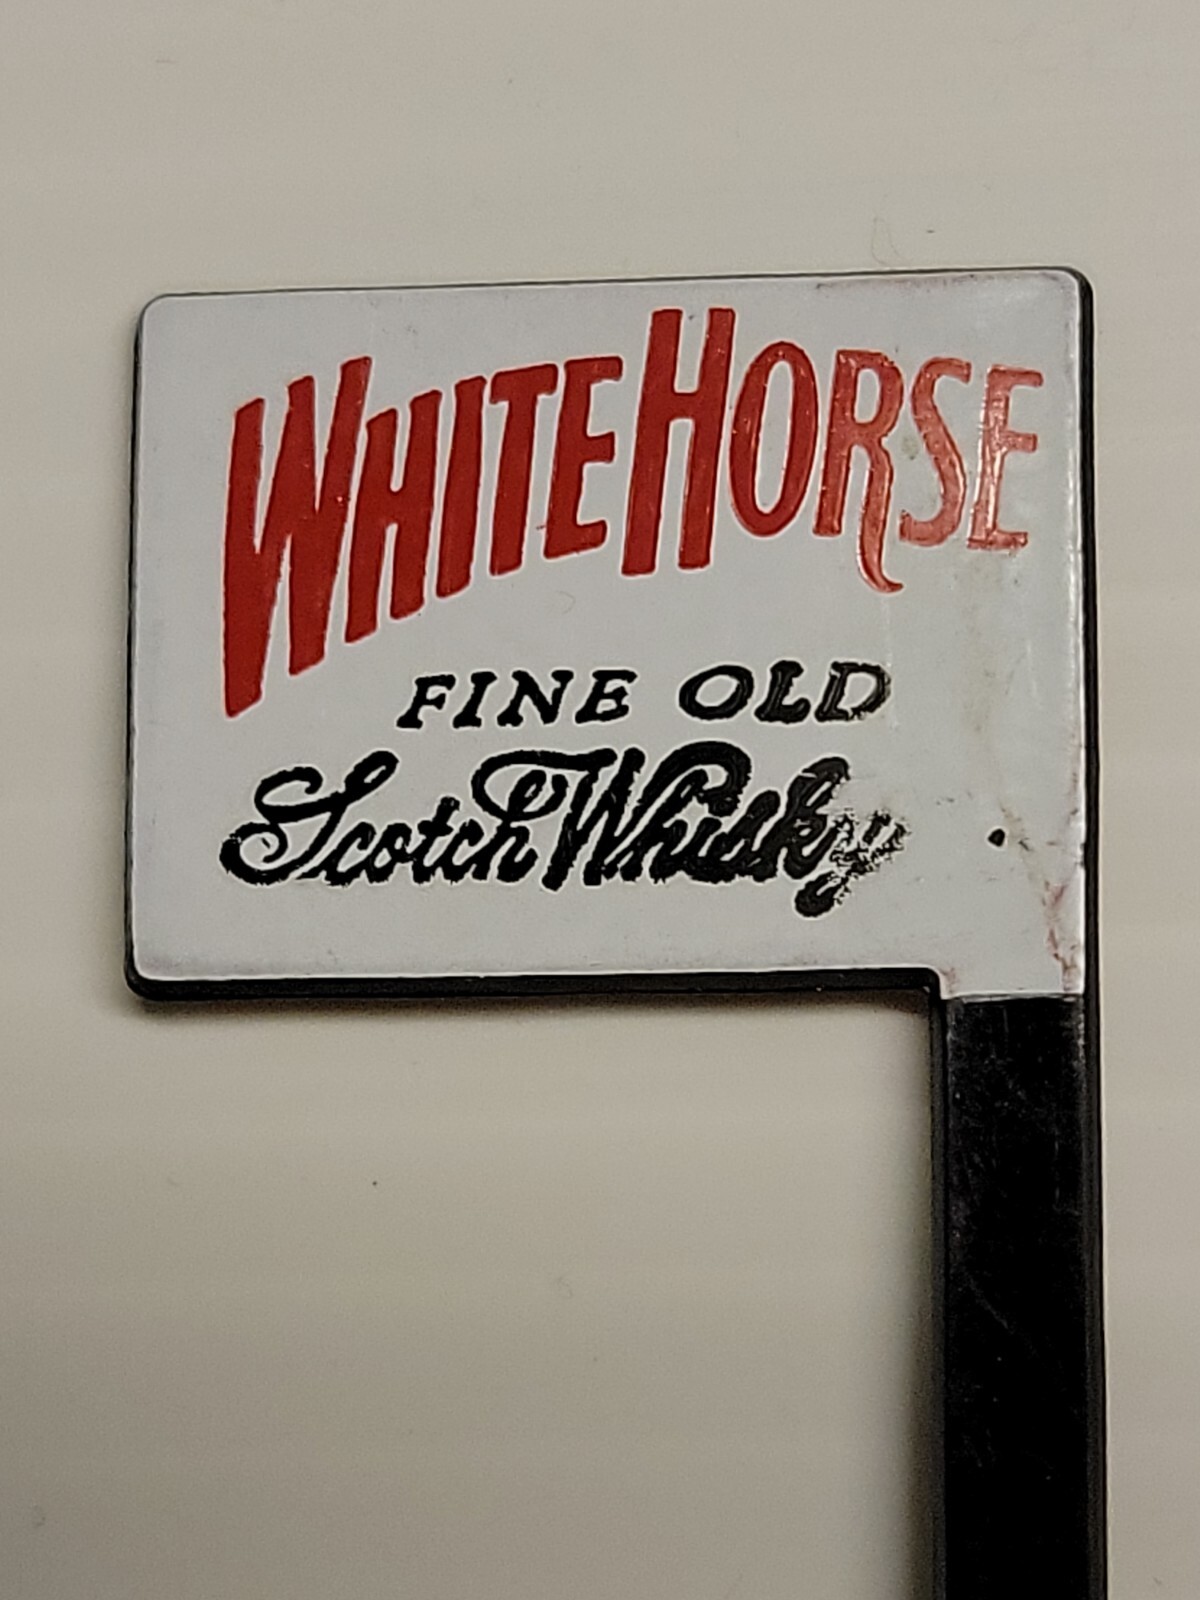 WHITE HORSE
FINE OLD
Scotch Whisky